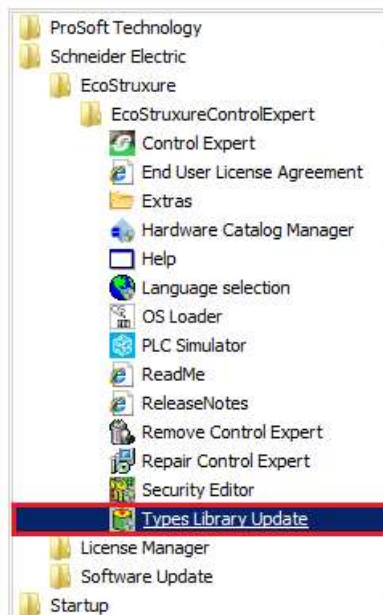 ProSoft Technology
Schneider Electric
EcoStruxure
EcoStruxureControlExpert
Control Expert
End User License Agreement
Extras
Hardware Catalog Manager
Help
Language selection
OS Loader
PLC Simulator
ReadMe
ReleaseNotes
Remove Control Expert
Repair Control Expert
Security Editor
Types Library Update
License Manager
Software Update
Startup